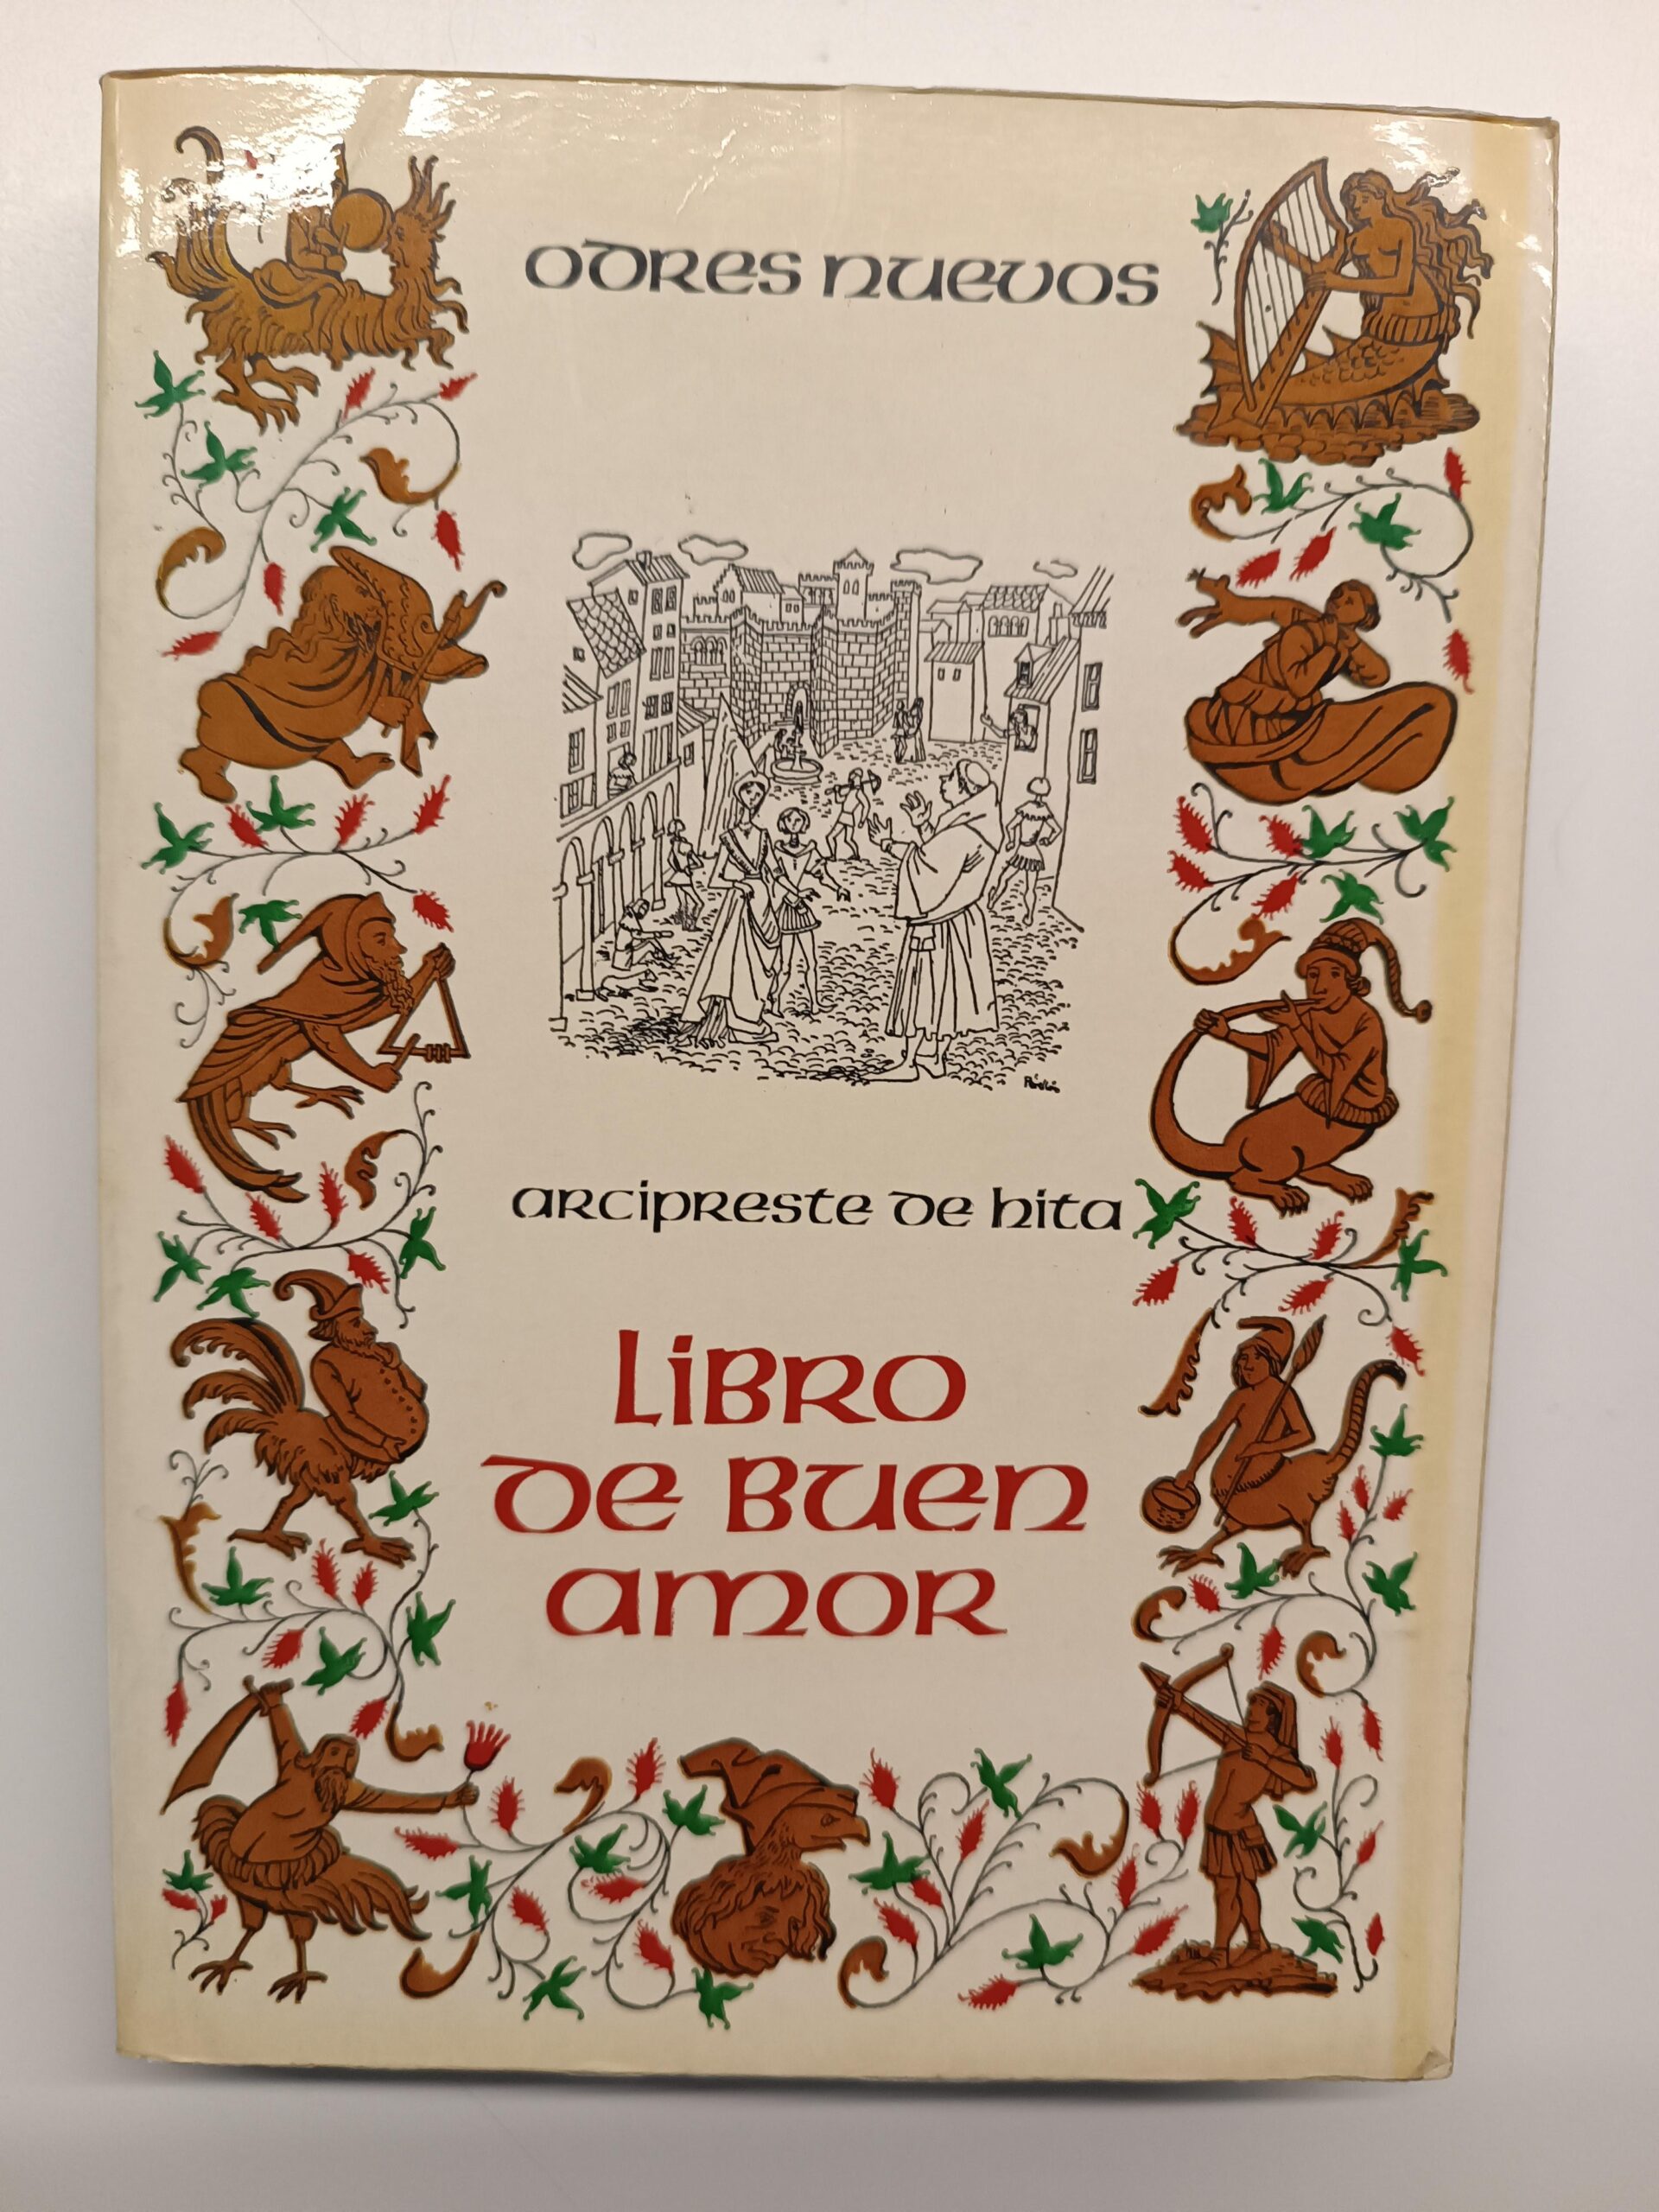 odres nuevos
arcipreste de hita
Libro
de buen
amor